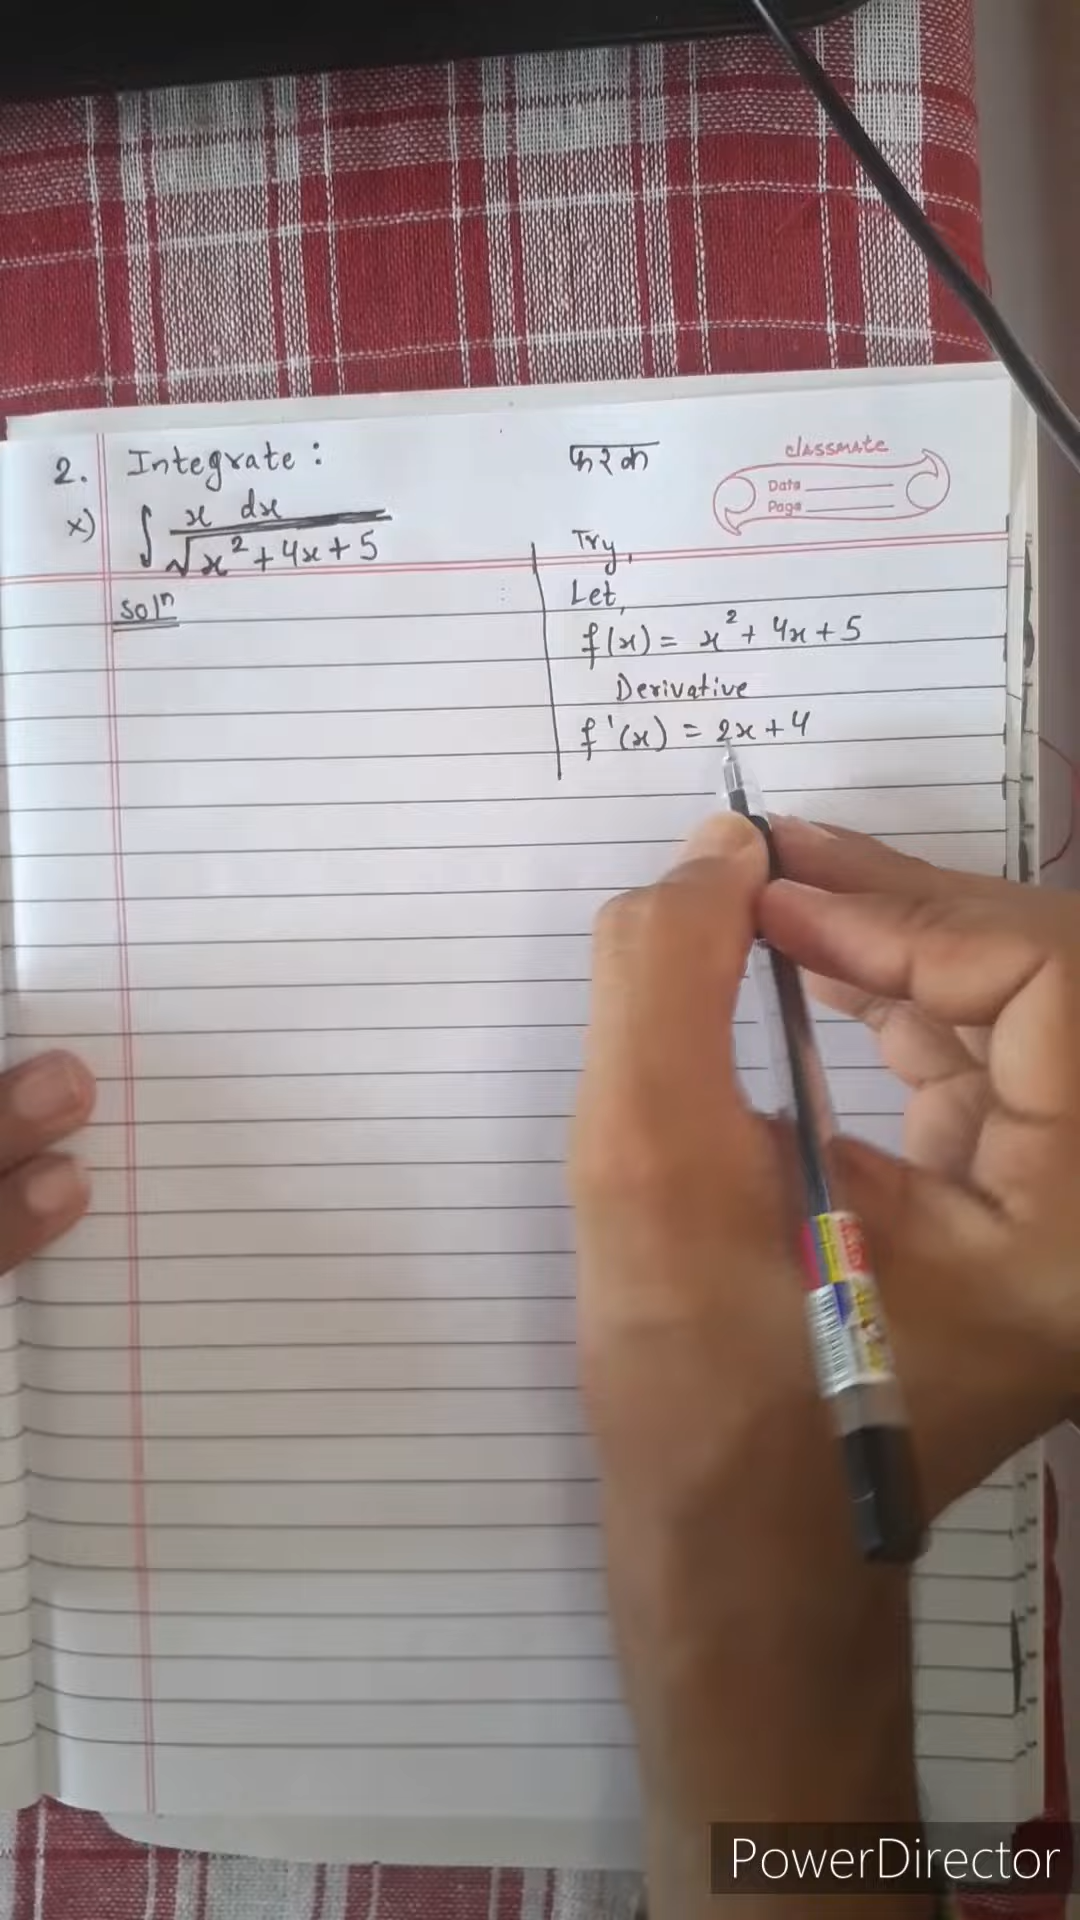 2. Integrate :
x) ∫ x dx / √x² + 4x + 5
solⁿ
फरक
classmate
Date
Page
Try,
Let,
f(x) = x² + 4x + 5
Derivative
f'(x) = 2x + 4
PowerDirector